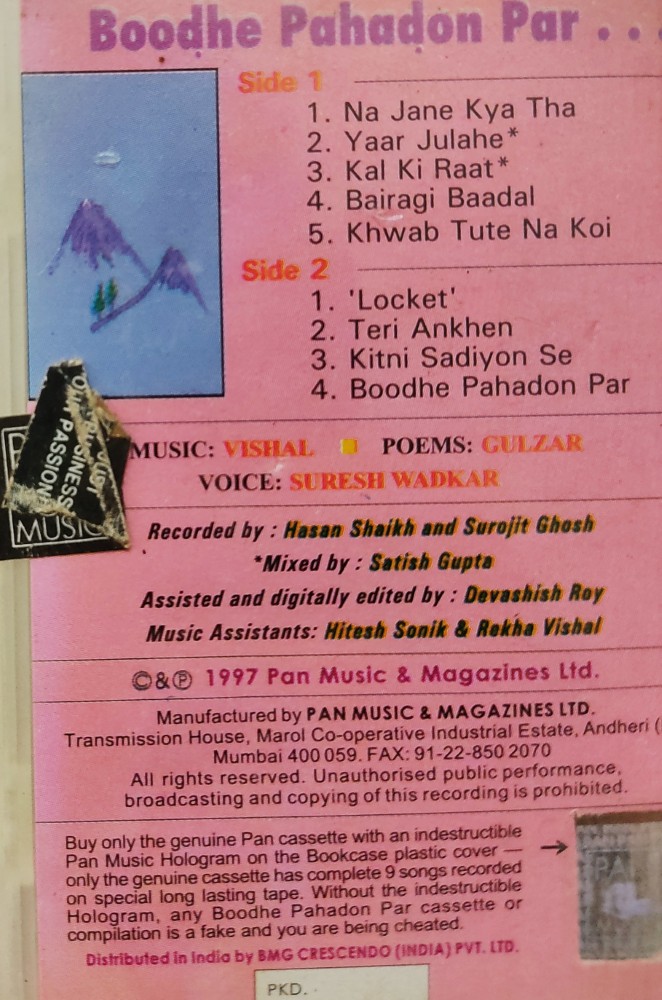 Boodhe Pahadon Par . . .
Side 1
1. Na Jane Kya Tha
2. Yaar Julahe*
3. Kal Ki Raat*
4. Bairagi Baadal
5. Khwab Tute Na Koi
Side 2
1. 'Locket'
2. Teri Ankhen
3. Kitni Sadiyon Se
4. Boodhe Pahadon Par
BUSINESS
PASSION
MUSIC
MUSIC: VISHAL POEMS: GULZAR
VOICE: SURESH WADKAR
Recorded by : Hasan Shaikh and Surojit Ghosh
*Mixed by : Satish Gupta
Assisted and digitally edited by : Devashish Roy
Music Assistants: Hitesh Sonik & Rekha Vishal
©&℗ 1997 Pan Music & Magazines Ltd.
Manufactured by PAN MUSIC & MAGAZINES LTD.
Transmission House, Marol Co-operative Industrial Estate, Andheri (
Mumbai 400 059. FAX: 91-22-850 2070
All rights reserved. Unauthorised public performance,
broadcasting and copying of this recording is prohibited.
Buy only the genuine Pan cassette with an indestructible
Pan Music Hologram on the Bookcase plastic cover — →
only the genuine cassette has complete 9 songs recorded
on special long lasting tape. Without the indestructible
Hologram, any Boodhe Pahadon Par cassette or
compilation is a fake and you are being cheated.
PA
Distributed in India by BMG CRESCENDO (INDIA) PVT. LTD.
PKD.